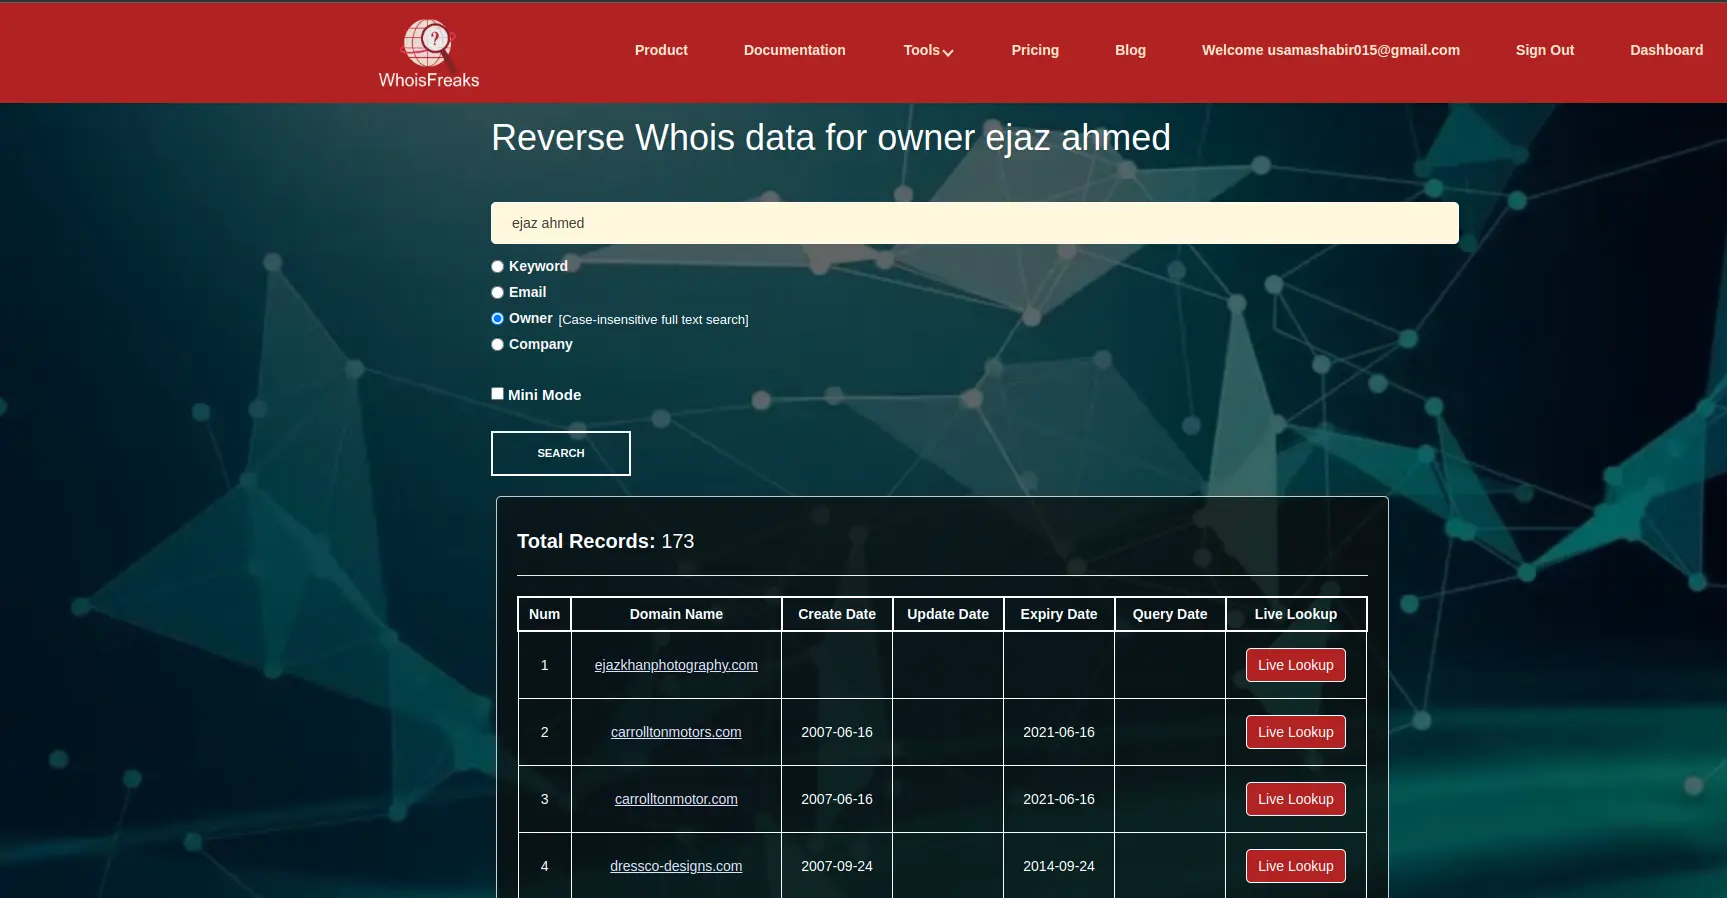 WhoisFreaks
Product Documentation Tools Pricing Blog Welcome usamashabir015@gmail.com Sign Out Dashboard
Reverse Whois data for owner ejaz ahmed
ejaz ahmed
Keyword
Email
Owner [Case-insensitive full text search]
Company
Mini Mode
SEARCH
Total Records: 173
Num Domain Name Create Date Update Date Expiry Date Query Date Live Lookup
1 ejazkhanphotography.com Live Lookup
2 carrolltonmotors.com 2007-06-16 2021-06-16 Live Lookup
3 carrolltonmotor.com 2007-06-16 2021-06-16 Live Lookup
4 dressco-designs.com 2007-09-24 2014-09-24 Live Lookup